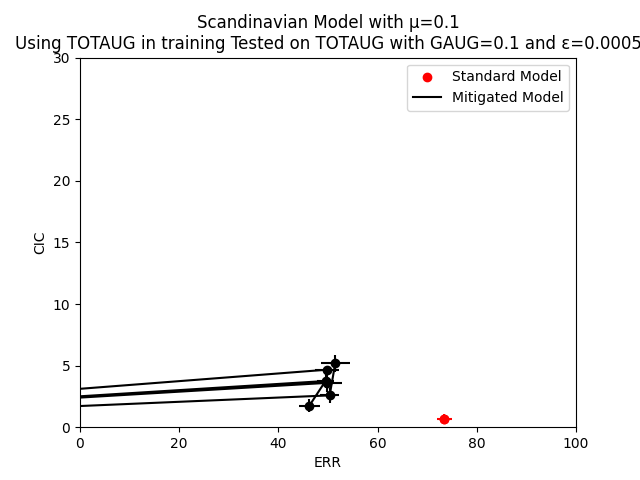 Scandinavian Model with μ=0.1
Using TOTAUG in training Tested on TOTAUG with GAUG=0.1 and ε=0.0005
Standard Model
Mitigated Model
30
25
20
15
10
5
0
CIC
0 20 40 60 80 100
ERR